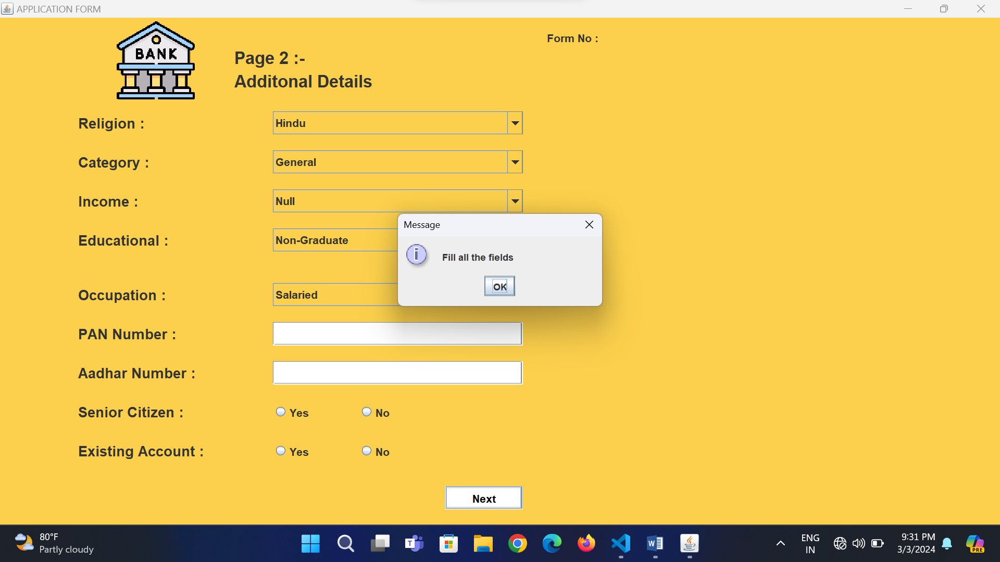 APPLICATION FORM
BANK
Form No :
Page 2 :-
Additonal Details
Religion :
Hindu
Category :
General
Income :
Null
Message
Educational :
Non-Graduate
Fill all the fields
OK
Occupation :
Salaried
PAN Number :
Aadhar Number :
Senior Citizen :
Yes
No
Existing Account :
Yes
No
Next
80°F
Partly cloudy
T
W
ENG
IN
9:31 PM
3/3/2024
PRE